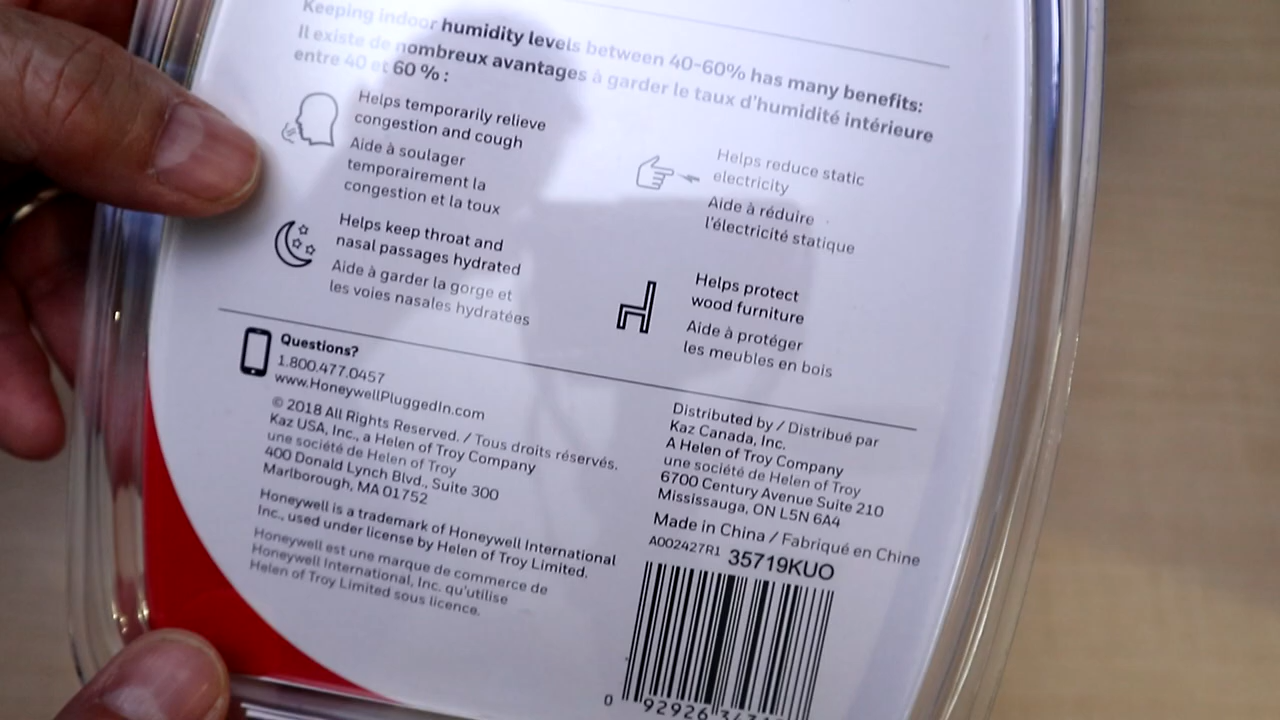 Keeping indoor humidity levels between 40-60% has many benefits:
Il existe de nombreux avantages à garder le taux d'humidité intérieure
entre 40 et 60 % :
Helps temporarily relieve
congestion and cough
Aide à soulager
temporairement la
congestion et la toux
Helps reduce static
electricity
Aide à réduire
l'électricité statique
Helps keep throat and
nasal passages hydrated
Aide à garder la gorge et
les voies nasales hydratées
Helps protect
wood furniture
Aide à protéger
les meubles en bois
Questions?
1.800.477.0457
www.HoneywellPluggedIn.com
© 2018 All Rights Reserved. / Tous droits réservés.
Kaz USA, Inc., a Helen of Troy Company
une société de Helen of Troy
400 Donald Lynch Blvd., Suite 300
Marlborough, MA 01752
Honeywell is a trademark of Honeywell International
Inc., used under license by Helen of Troy Limited.
Honeywell est une marque de commerce de
Honeywell International, Inc. qu'utilise
Helen of Troy Limited sous licence.
Distributed by / Distribué par
Kaz Canada, Inc.
A Helen of Troy Company
une société de Helen of Troy
6700 Century Avenue Suite 210
Mississauga, ON L5N 6A4
Made in China / Fabriqué en Chine
A002427R1 35719KUO
0 92926